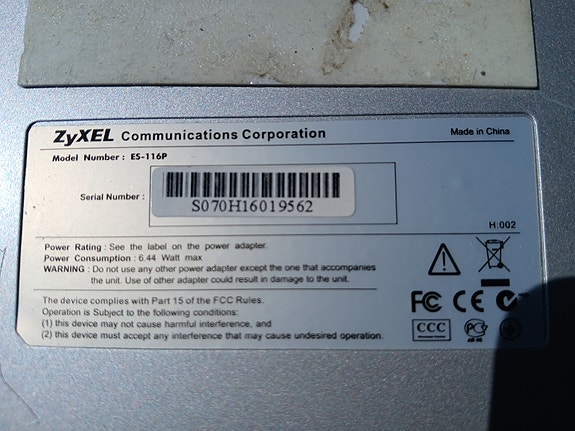 ZyXEL Communications Corporation
Made in China
Model Number : ES-116P
Serial Number :
S070H16019562
H:002
Power Rating : See the label on the power adapter.
Power Consumption : 6.44 Watt max
WARNING : Do not use any other power adapter except the one that accompanies
the unit. Use of other adapter could result in damage to the unit.
The device complies with Part 15 of the FCC Rules.
Operation is Subject to the following conditions:
(1) this device may not cause harmful interference, and
(2) this device must accept any interference that may cause undesired operation.
FC CE
CCC